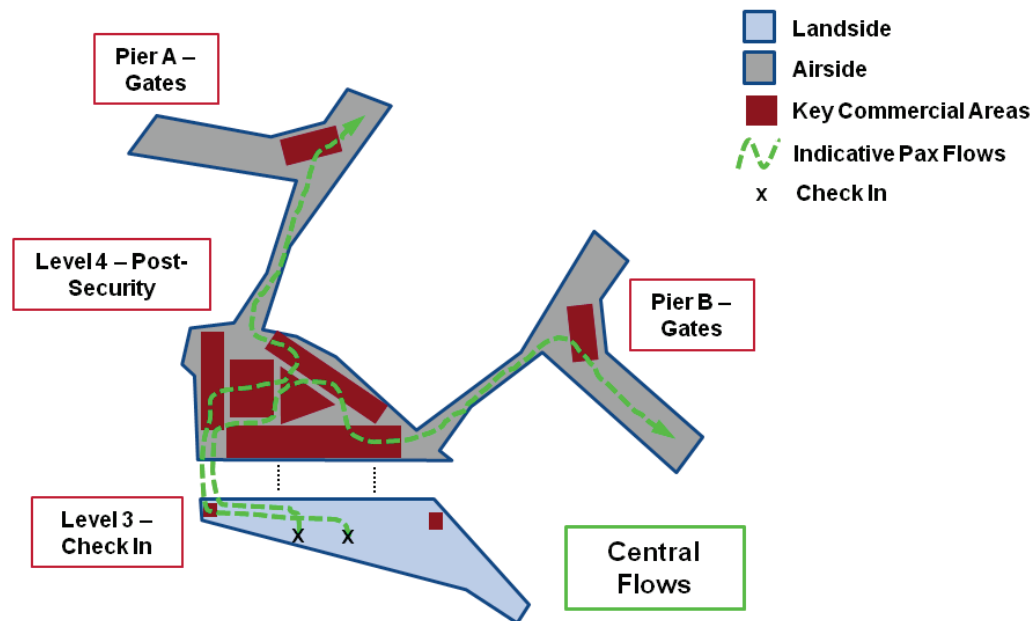 Pier A –
Gates
Landside
Airside
Key Commercial Areas
Indicative Pax Flows
x Check In
Level 4 – Post-
Security
Pier B –
Gates
Level 3 –
Check In
X X
Central
Flows